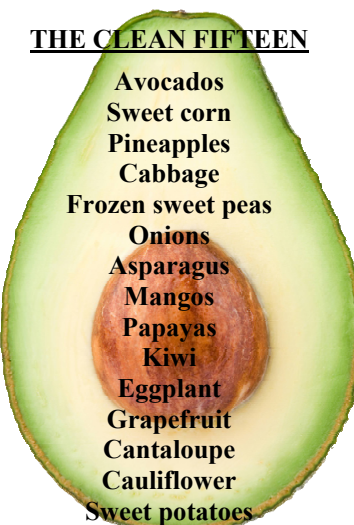 THE CLEAN FIFTEEN
Avocados
Sweet corn
Pineapples
Cabbage
Frozen sweet peas
Onions
Asparagus
Mangos
Papayas
Kiwi
Eggplant
Grapefruit
Cantaloupe
Cauliflower
Sweet potatoes